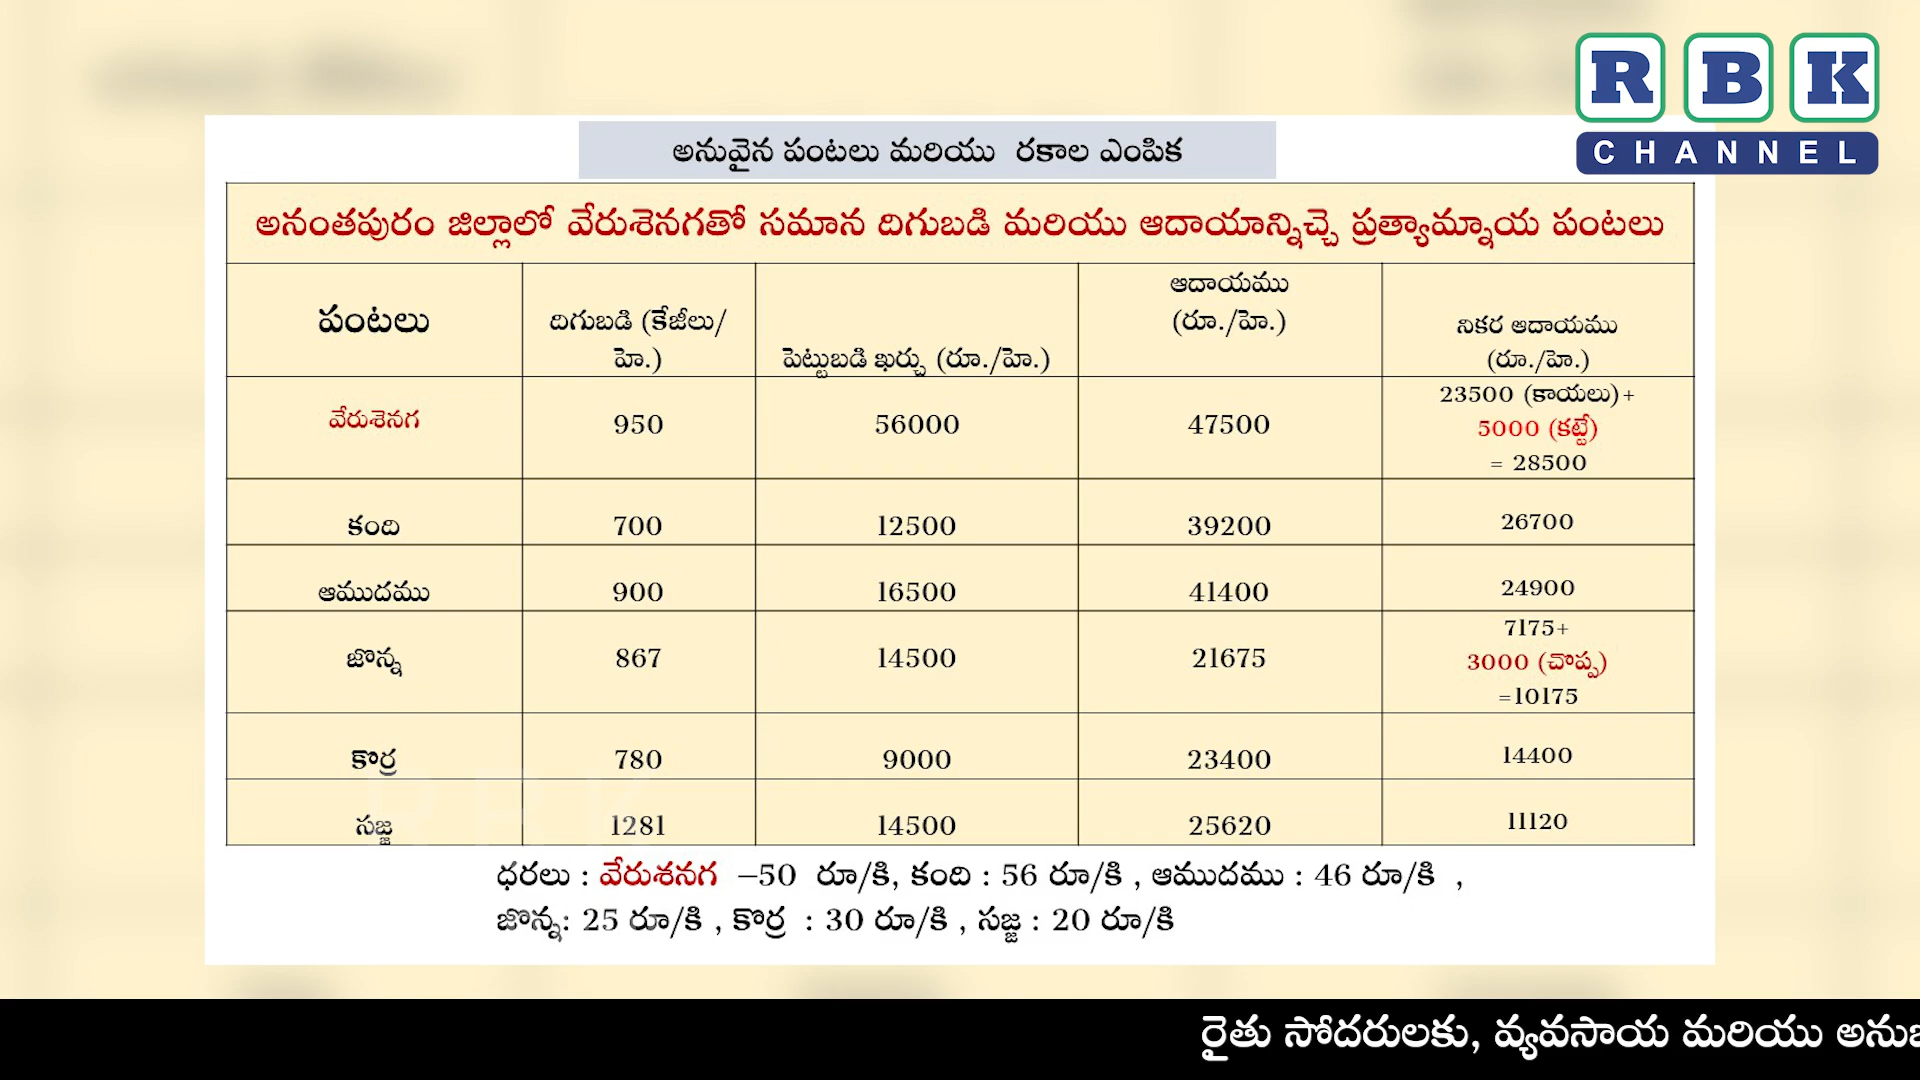 R B K
CHANNEL
అనువైన పంటలు మరియు రకాల ఎంపిక
అనంతపురం జిల్లాలో వేరుశెనగతో సమాన దిగుబడి మరియు ఆదాయాన్నిచ్చె ప్రత్యామ్నాయ పంటలు
పంటలు దిగుబడి (కేజీలు/హె.) పెట్టుబడి ఖర్చు (రూ./హె.) ఆదాయము (రూ./హె.) నికర ఆదాయము (రూ./హె.)
వేరుశెనగ 950 56000 47500 23500 (కాయలు)+ 5000 (కట్టే) = 28500
కంది 700 12500 39200 26700
ఆముదము 900 16500 41400 24900
జొన్న 867 14500 21675 7175+ 3000 (చొప్ప) =10175
కొర్ర 780 9000 23400 14400
సజ్జ 1281 14500 25620 11120
ధరలు : వేరుశనగ –50 రూ/కి, కంది : 56 రూ/కి , ఆముదము : 46 రూ/కి ,
జొన్న: 25 రూ/కి , కొర్ర : 30 రూ/కి , సజ్జ : 20 రూ/కి
రైతు సోదరులకు, వ్యవసాయ మరియు